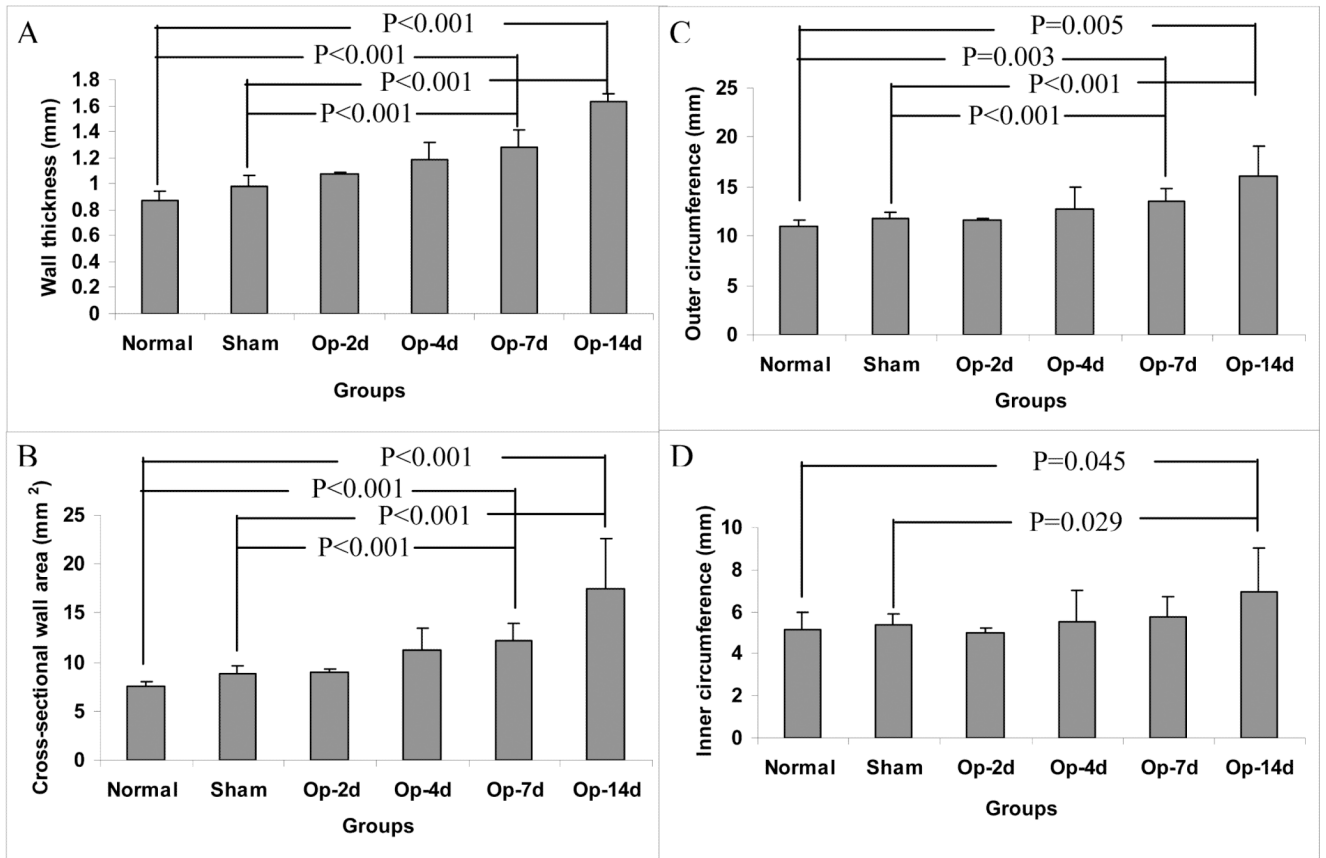 A
P<0.001
P<0.001
P<0.001
P<0.001
1.8
1.6
1.4
1.2
1
0.8
0.6
0.4
0.2
0
Wall thickness (mm)
Normal Sham Op-2d Op-4d Op-7d Op-14d
Groups
B
P<0.001
P<0.001
P<0.001
P<0.001
25
20
15
10
5
0
Cross-sectional wall area (mm ²)
Normal Sham Op-2d Op-4d Op-7d Op-14d
Groups
C
P=0.005
P=0.003
P<0.001
P<0.001
25
20
15
10
5
0
Outer circumference (mm)
Normal Sham Op-2d Op-4d Op-7d Op-14d
Groups
D
P=0.045
P=0.029
10
8
6
4
2
0
Inner circumference (mm)
Normal Sham Op-2d Op-4d Op-7d Op-14d
Groups